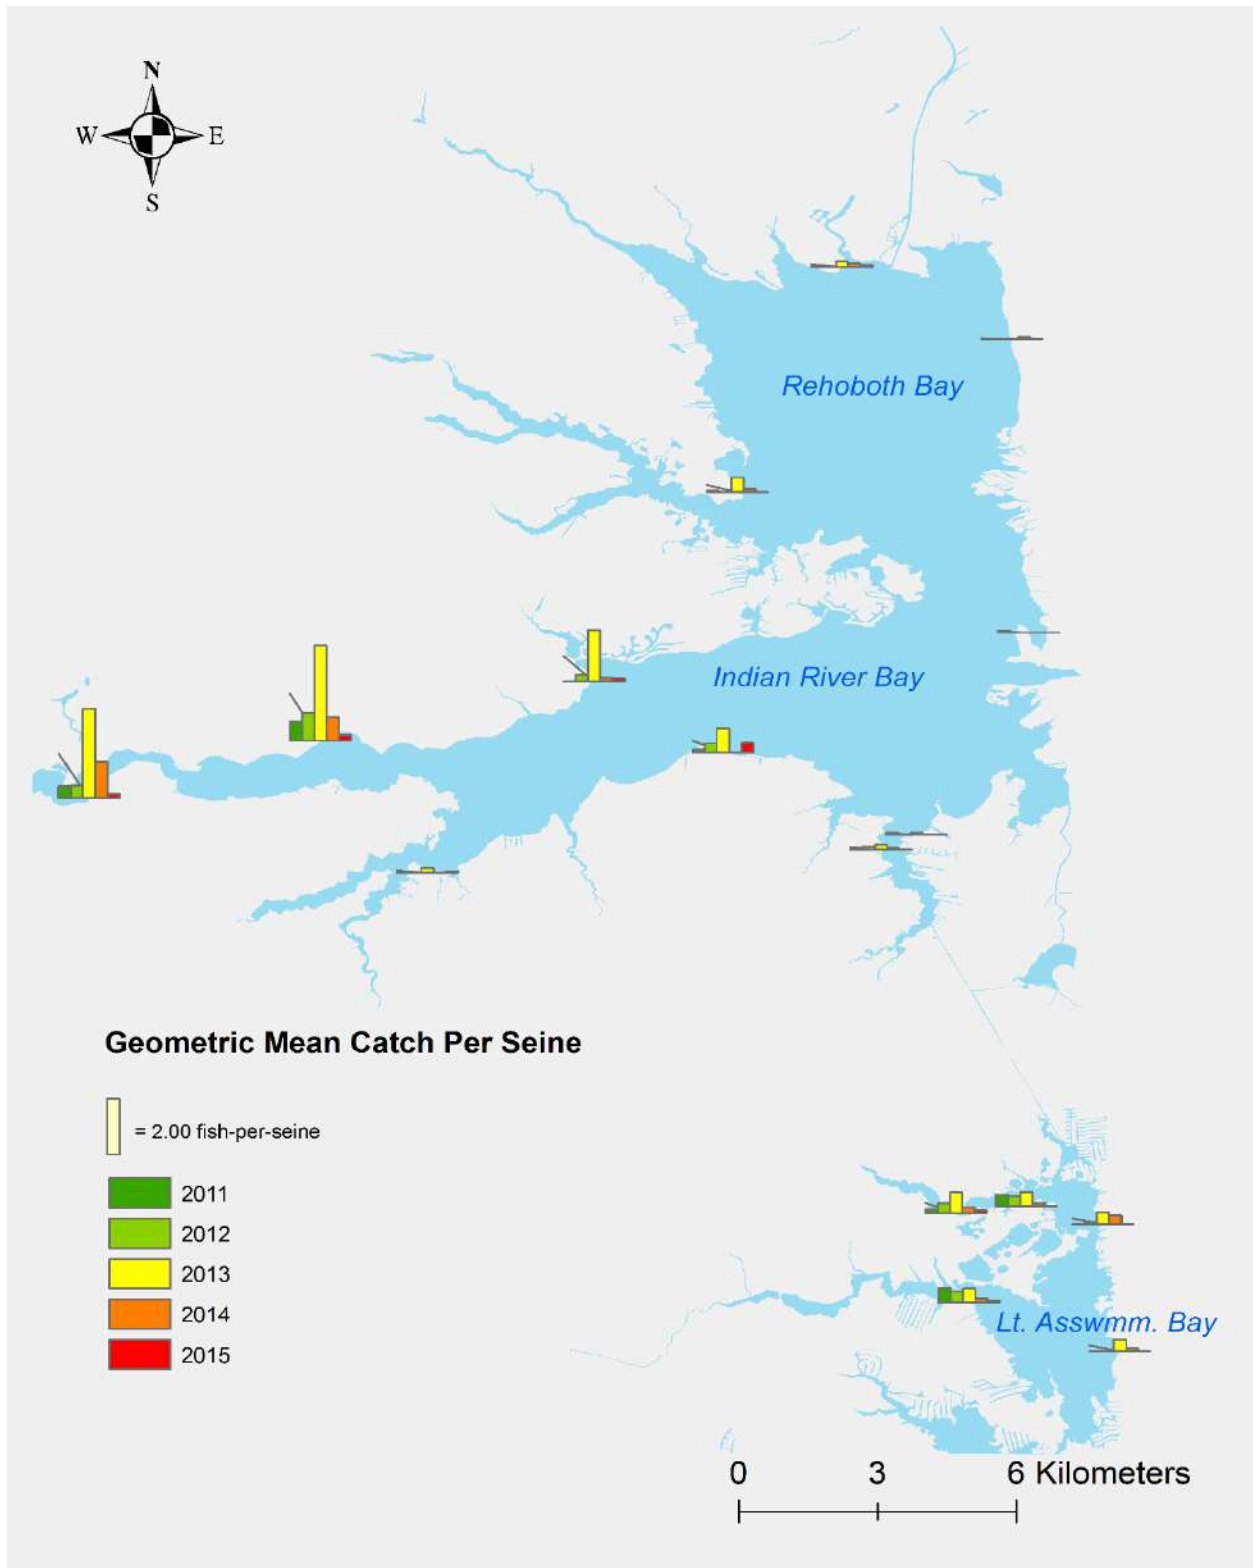 N
W E
S
Rehoboth Bay
Indian River Bay
Geometric Mean Catch Per Seine
= 2.00 fish-per-seine
2011
2012
2013
2014
2015
Lt. Asswmm. Bay
0 3 6 Kilometers